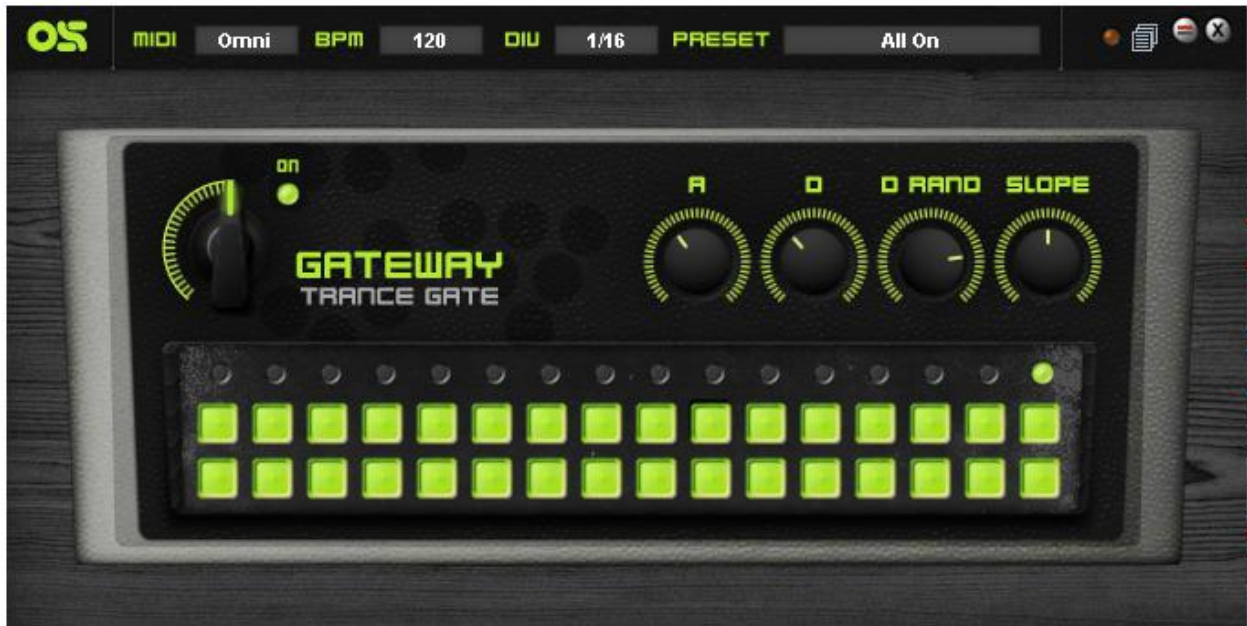 OS
MIDI Omni BPM 120 DIV 1/16 PRESET All On
X
on
A D D RAND SLOPE
GATEWAY
TRANCE GATE